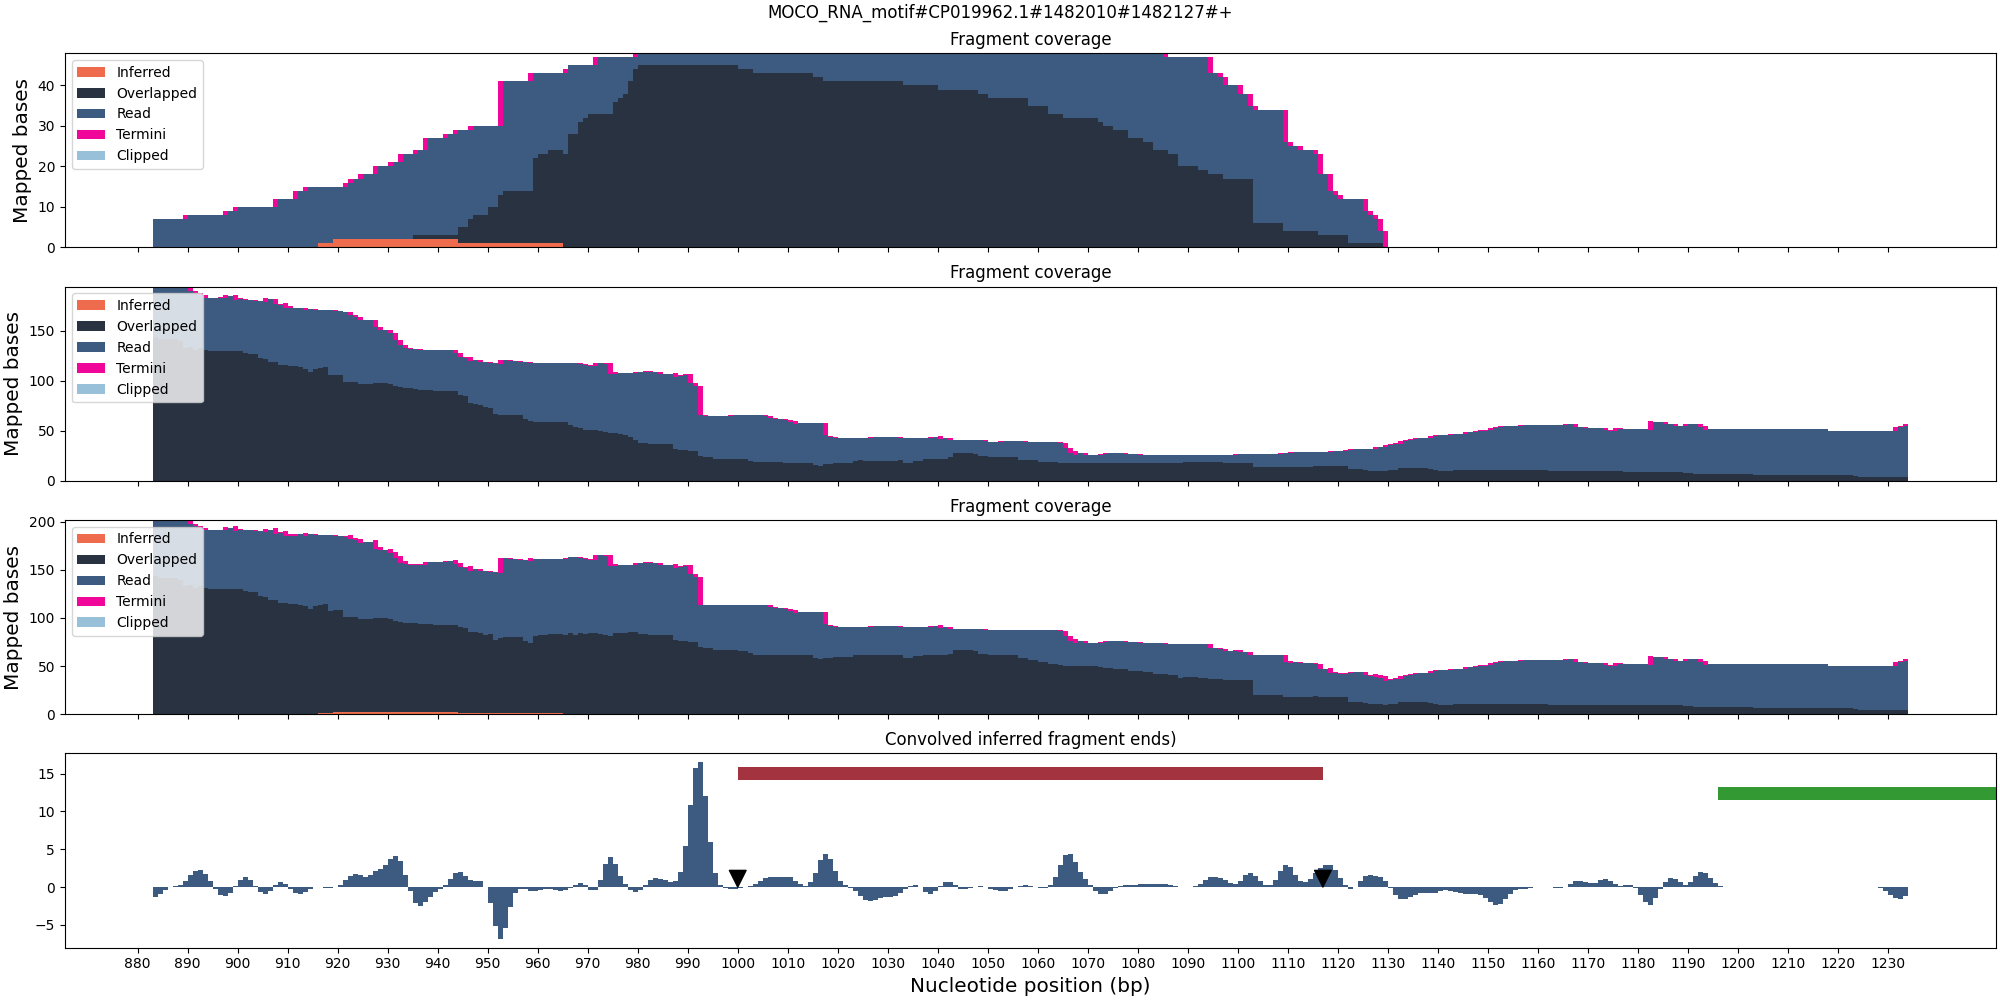 MOCO_RNA_motif#CP019962.1#1482010#1482127#+
Fragment coverage
Mapped bases
40
30
20
10
0
Inferred
Overlapped
Read
Termini
Clipped
Fragment coverage
Mapped bases
150
100
50
0
Inferred
Overlapped
Read
Termini
Clipped
Fragment coverage
Mapped bases
200
150
100
50
0
Inferred
Overlapped
Read
Termini
Clipped
Convolved inferred fragment ends)
15
10
5
0
−5
880 890 900 910 920 930 940 950 960 970 980 990 1000 1010 1020 1030 1040 1050 1060 1070 1080 1090 1100 1110 1120 1130 1140 1150 1160 1170 1180 1190 1200 1210 1220 1230
Nucleotide position (bp)